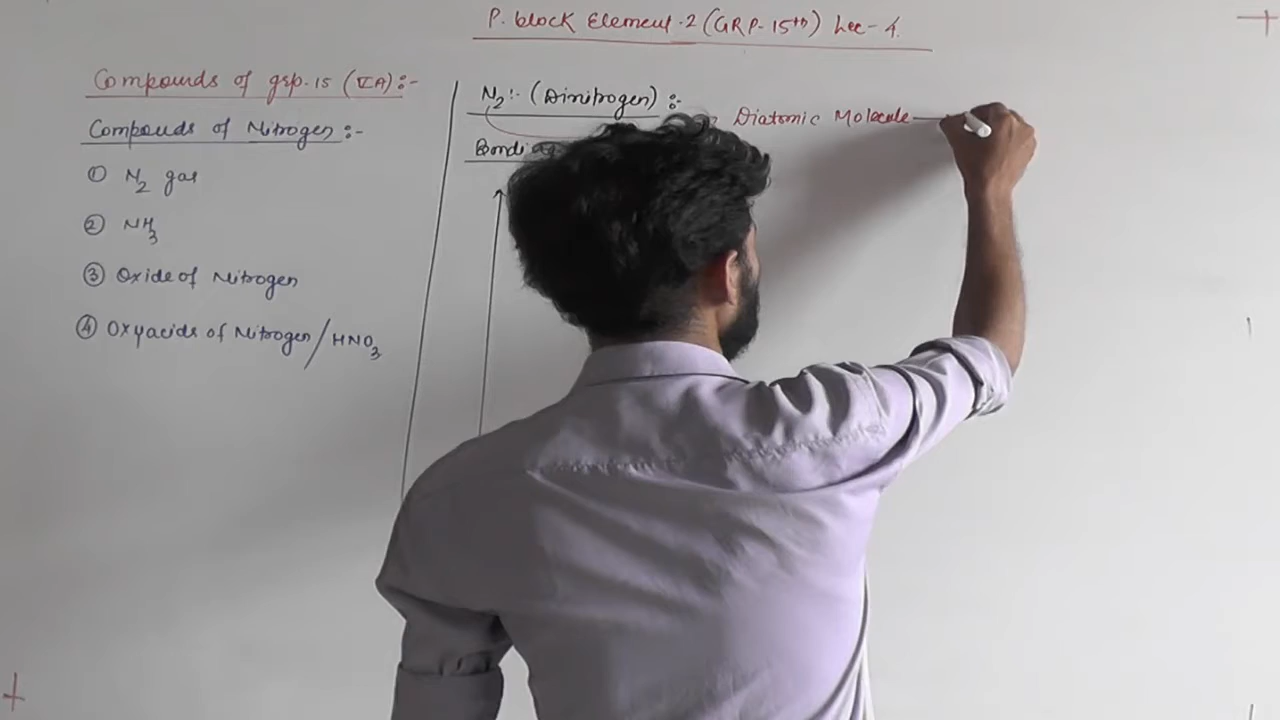 P. block Element-2 (GRP-15th) Lec-4.
Compounds of grp.15 (VA):-
Compouds of Nitrogen:-
① N2 gas
② NH3
③ Oxide of Nitrogen
④ Oxyacids of Nitrogen/HNO3
N2:- (Dinitrogen):-
Diatomic Molecule